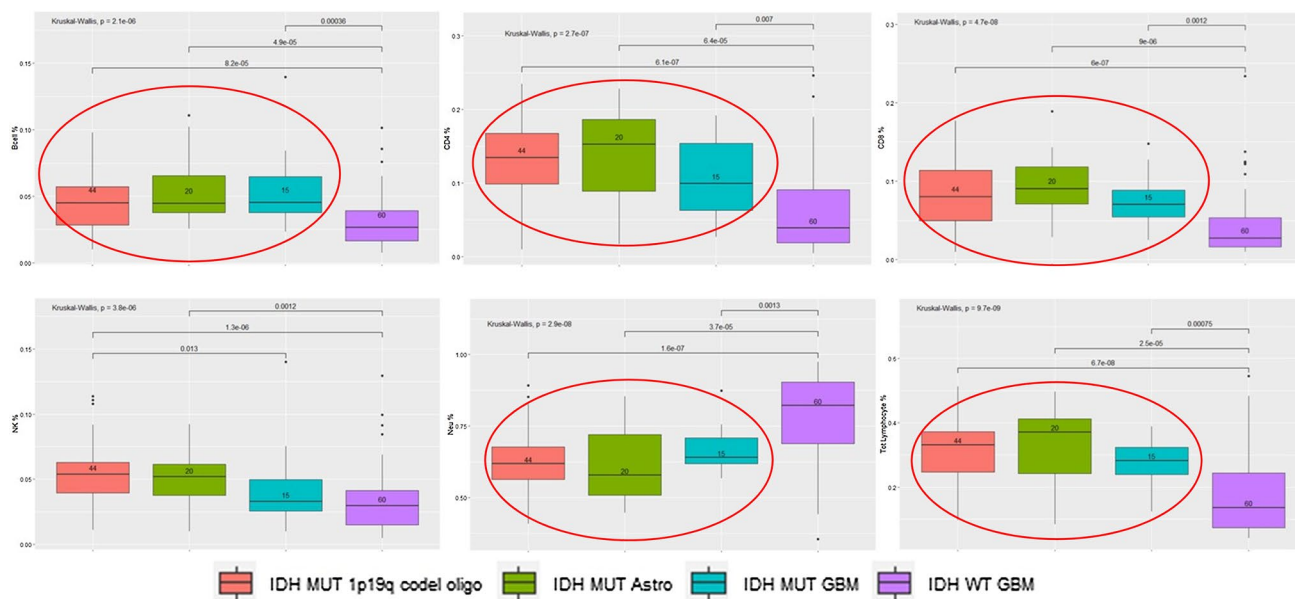 Kruskal-Wallis, p = 2.1e-06
0.00036
4.9e-05
8.2e-05
Bcell %
0.15
0.10
0.05
0.00
44
20
15
60
Kruskal-Wallis, p = 2.7e-07
0.007
6.4e-05
6.1e-07
CD4 %
0.3
0.2
0.1
0.0
44
20
15
60
Kruskal-Wallis, p = 4.7e-08
0.0012
9e-06
6e-07
CD8 %
0.3
0.2
0.1
0.0
44
20
15
60
Kruskal-Wallis, p = 3.8e-06
0.0012
1.3e-06
0.013
NK %
0.15
0.10
0.05
0.00
44
20
15
60
Kruskal-Wallis, p = 2.9e-08
0.0013
3.7e-05
1.6e-07
Neu %
1.00
0.75
0.50
44
20
15
60
Kruskal-Wallis, p = 9.7e-09
0.00075
2.5e-05
6.7e-08
Tot Lymphocyte %
0.6
0.4
0.2
44
20
15
60
IDH MUT 1p19q codel oligo IDH MUT Astro IDH MUT GBM IDH WT GBM